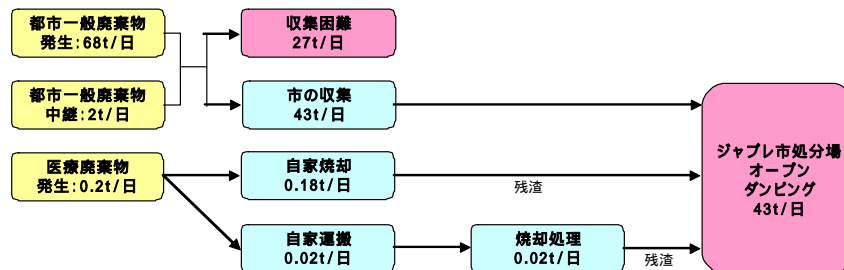 都市一般廃棄物
発生:68t/日
収集困難
27t/日
都市一般廃棄物
中継:2t/日
市の収集
43t/日
医療廃棄物
発生:0.2t/日
自家焼却
0.18t/日
残渣
自家運搬
0.02t/日
焼却処理
0.02t/日
残渣
ジャブレ市処分場
オープン
ダンピング
43t/日